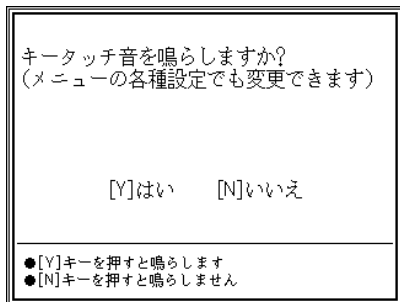 キータッチ音を鳴らしますか?
(メニューの各種設定でも変更できます)
[Y]はい [N]いいえ
●[Y]キーを押すと鳴らします
●[N]キーを押すと鳴らしません